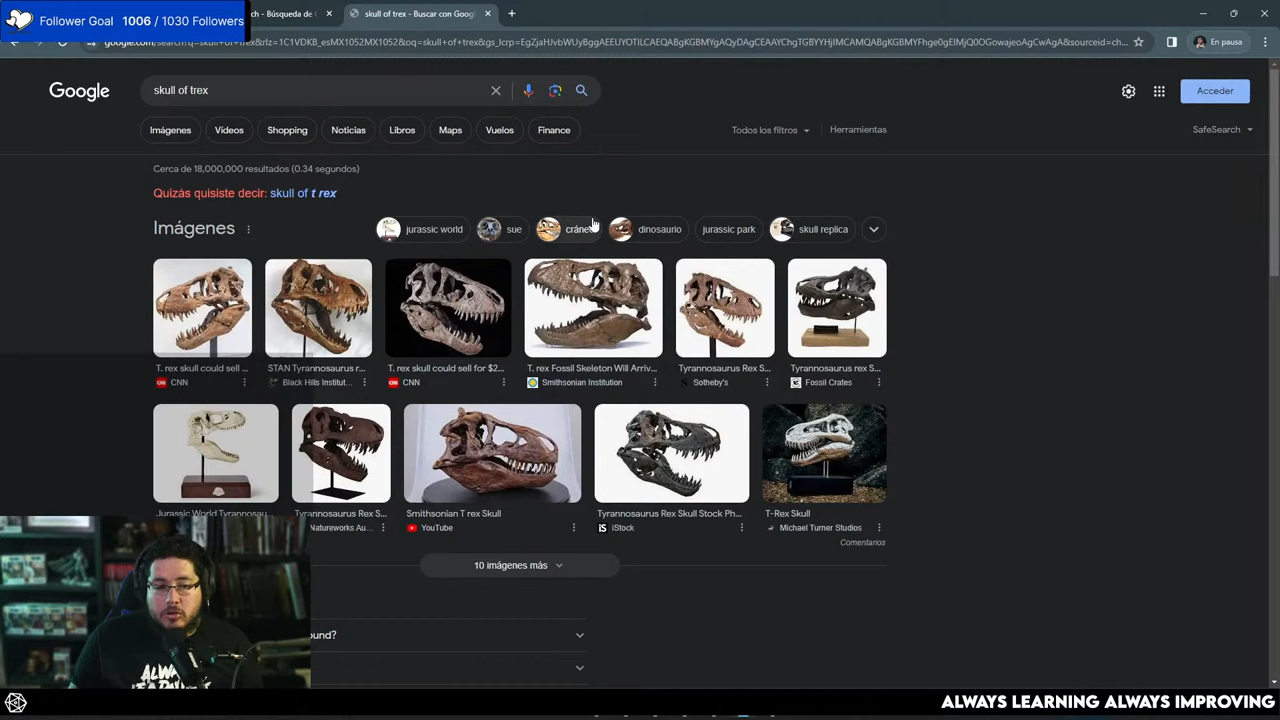 Follower Goal 1006 / 1030 Followers
rch - Búsqueda de G
skull of trex - Buscar con Goog
En pausa
Google
skull of trex
Acceder
Imágenes
Videos
Shopping
Noticias
Libros
Maps
Vuelos
Finance
Todos los filtros
Herramientas
SafeSearch
Cerca de 18,000,000 resultados (0.34 segundos)
Quizás quisiste decir: skull of t rex
Imágenes
jurassic world
sue
cráne
dinosaurio
jurassic park
skull replica
T. rex skull could sell ...
CNN
STAN Tyrannosaurus r...
Black Hills Institut...
T. rex skull could sell for $2...
CNN
T. rex Fossil Skeleton Will Arriv...
Smithsonian Institution
Tyrannosaurus Rex S...
Sotheby's
Tyrannosaurus rex S...
Fossil Crates
Jurassic World Tyrannosau
Tyrannosaurus Rex S...
Natureworks Au...
Smithsonian T rex Skull
YouTube
Tyrannosaurus Rex Skull Stock Ph...
iStock
T-Rex Skull
Michael Turner Studios
Comentarios
10 imágenes más
ound?
ALWAYS LEARNING ALWAYS IMPROVING